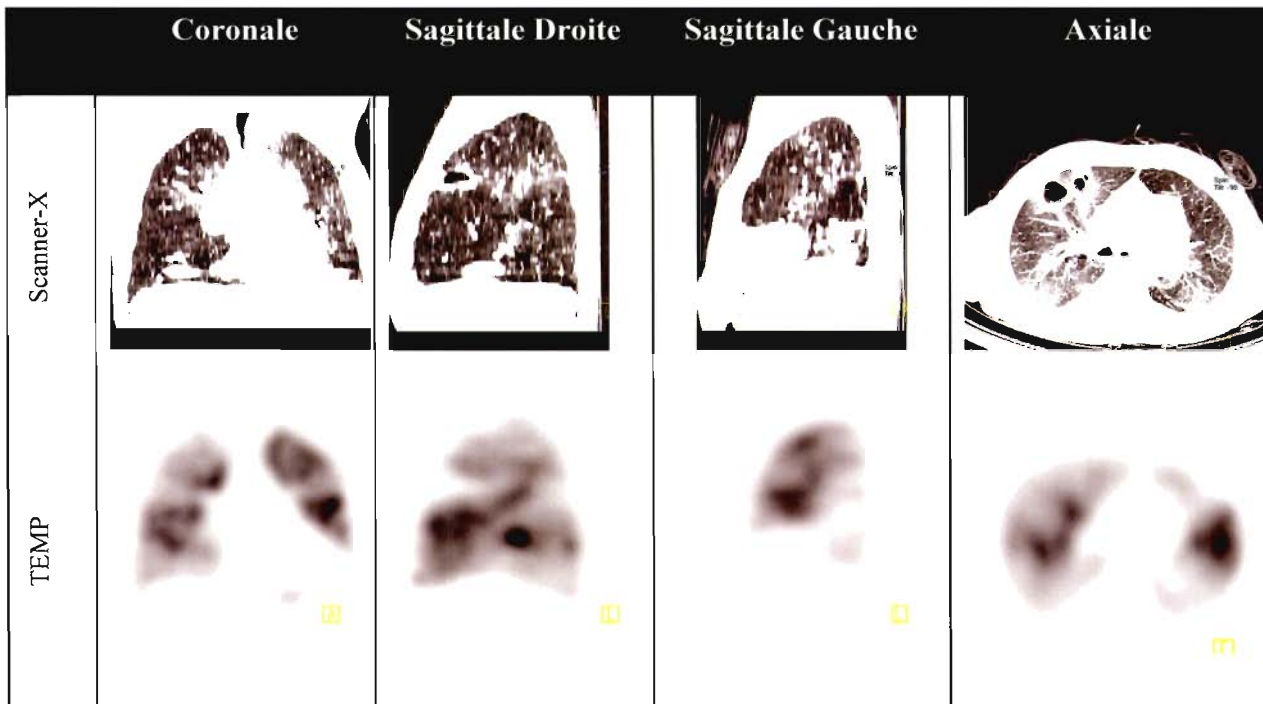 Coronale
Sagittale Droite
Sagittale Gauche
Axiale
Scanner-X
TEMP